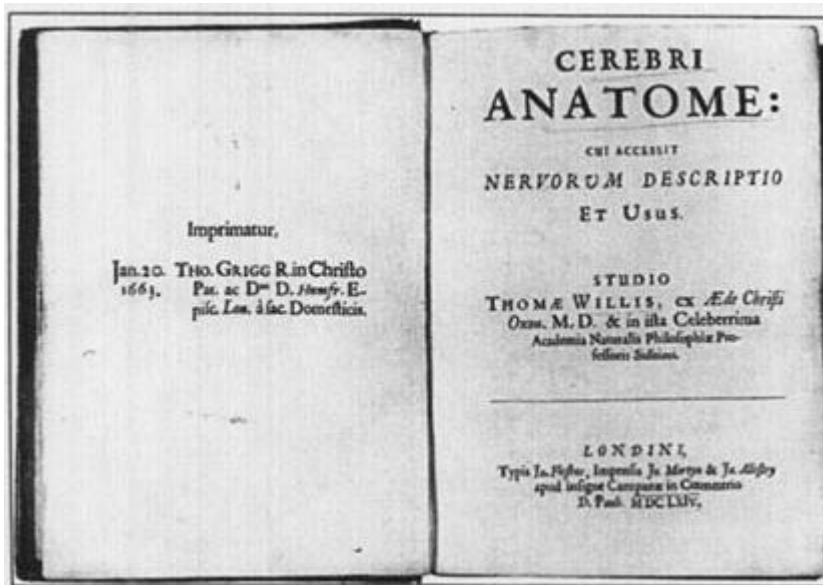 Imprimatur,
Jan. 20. THO. GRIGG R. in Christo
1663. Pat. ac Dⁿᵒ D. Humfr. E-
pisc. Lon. à sac. Domesticis.
CEREBRI
ANATOME:
CUI ACCESSIT
NERVORUM DESCRIPTIO
ET USUS.
STUDIO
THOMÆ WILLIS, ex Æde Christi
Oxon. M. D. & in ista Celeberrima
Academia Naturalis Philosophiæ Pro-
fessoris Sidleiani.
LONDINI,
Typis Ja. Flesher, Impensis Jo. Martyn & Ja. Allestry
apud insigne Campanæ in Cœmeterio
D. Pauli. MDCLXIV.